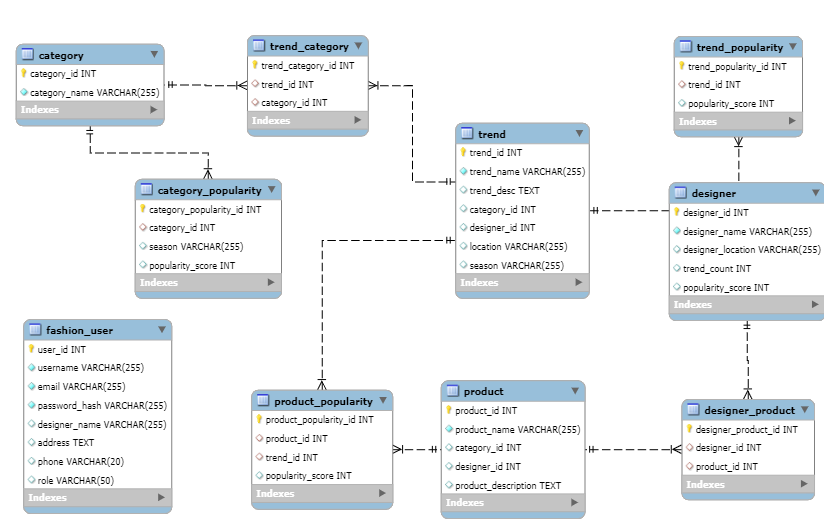 category
category_id INT
category_name VARCHAR(255)
Indexes
trend_category
trend_category_id INT
trend_id INT
category_id INT
Indexes
trend_popularity
trend_popularity_id INT
trend_id INT
popularity_score INT
Indexes
trend
trend_id INT
trend_name VARCHAR(255)
trend_desc TEXT
category_id INT
designer_id INT
location VARCHAR(255)
season VARCHAR(255)
Indexes
category_popularity
category_popularity_id INT
category_id INT
season VARCHAR(255)
popularity_score INT
Indexes
designer
designer_id INT
designer_name VARCHAR(255)
designer_location VARCHAR(255)
trend_count INT
popularity_score INT
Indexes
fashion_user
user_id INT
username VARCHAR(255)
email VARCHAR(255)
password_hash VARCHAR(255)
designer_name VARCHAR(255)
address TEXT
phone VARCHAR(20)
role VARCHAR(50)
Indexes
product_popularity
product_popularity_id INT
product_id INT
trend_id INT
popularity_score INT
Indexes
product
product_id INT
product_name VARCHAR(255)
category_id INT
designer_id INT
product_description TEXT
Indexes
designer_product
designer_product_id INT
designer_id INT
product_id INT
Indexes